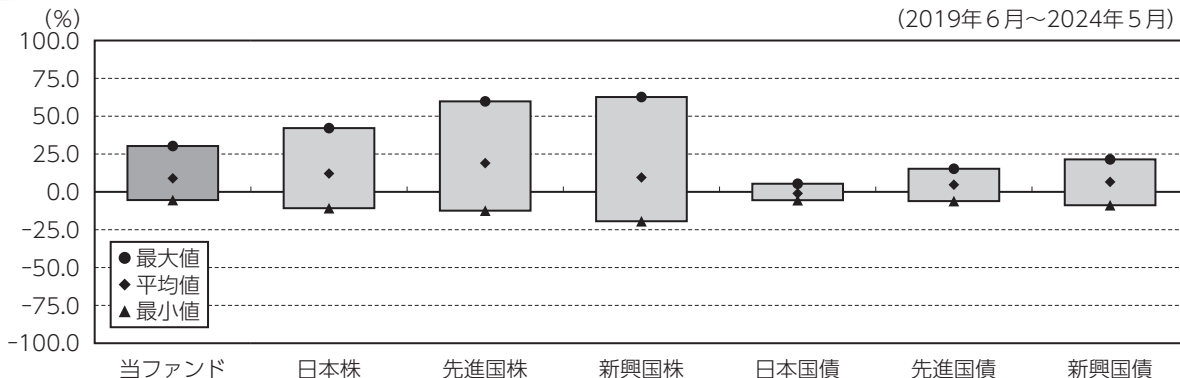 (%)
(2019年6月～2024年5月)
100.0
75.0
50.0
25.0
0.0
-25.0
-50.0
-75.0
-100.0
●最大値
◆平均値
▲最小値
当ファンド 日本株 先進国株 新興国株 日本国債 先進国債 新興国債